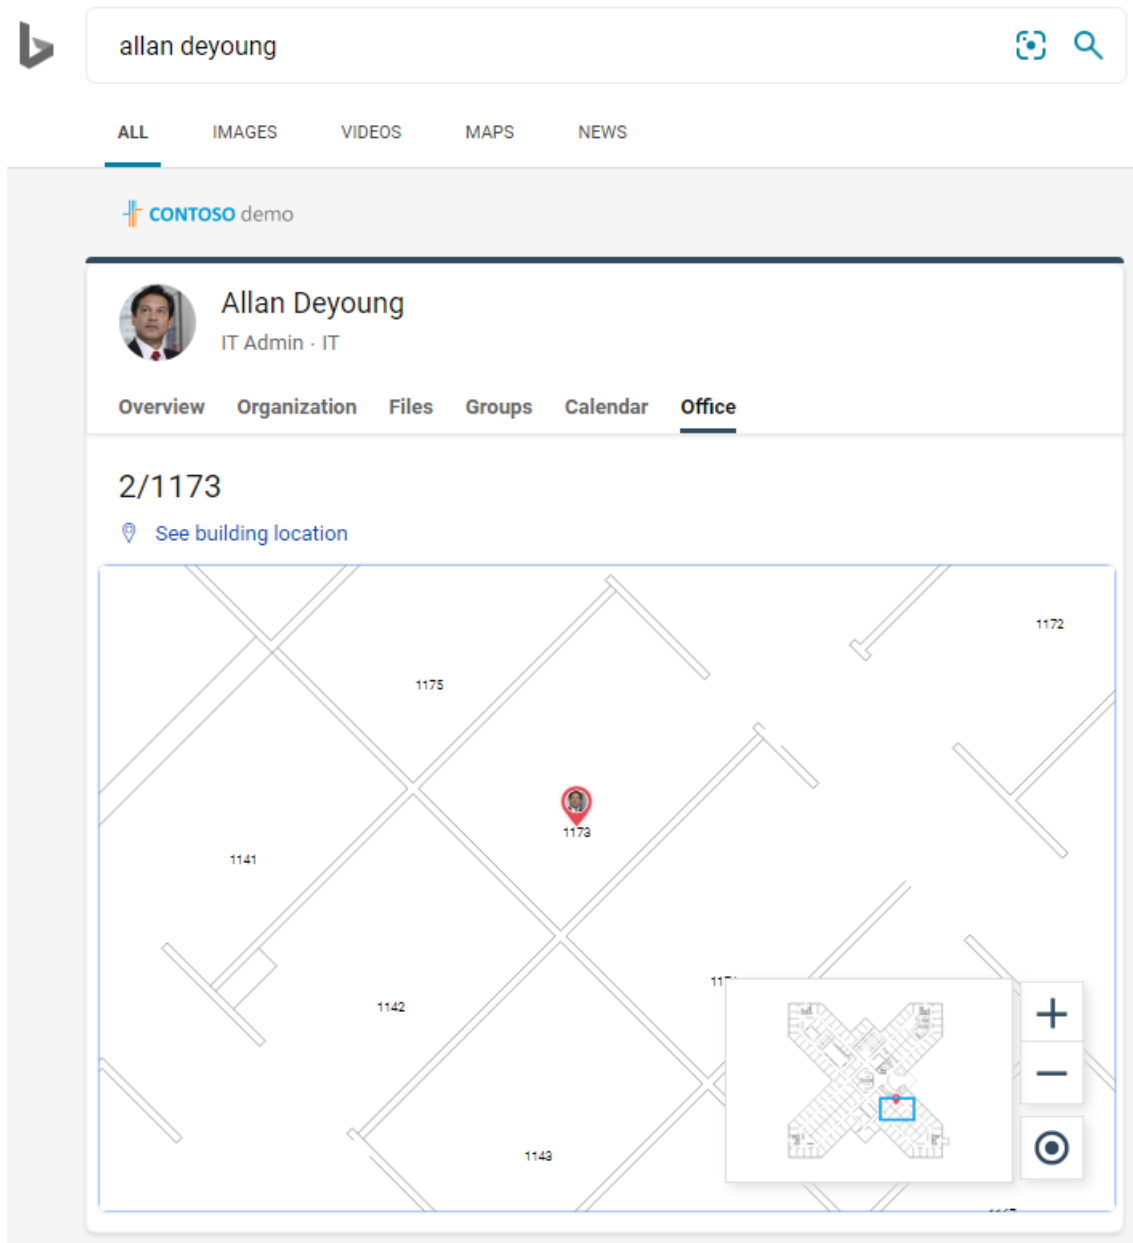 allan deyoung
ALL IMAGES VIDEOS MAPS NEWS
CONTOSO demo
Allan Deyoung
IT Admin · IT
Overview Organization Files Groups Calendar Office
2/1173
See building location
1172
1175
1173
1141
1142
1143